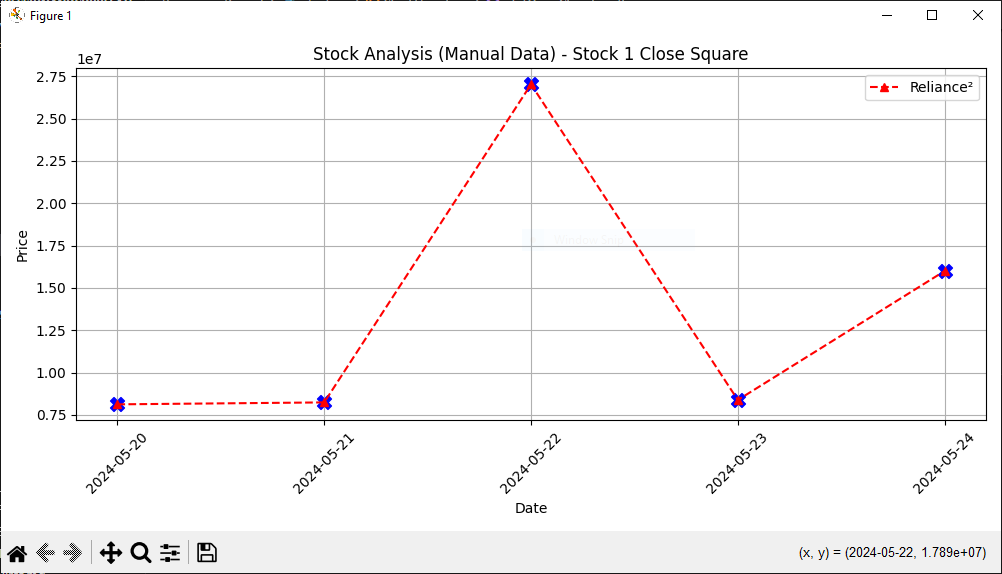 Figure 1
Stock Analysis (Manual Data) - Stock 1 Close Square
1e7
2.75
2.50
2.25
2.00
1.75
1.50
1.25
1.00
0.75
Price
Reliance²
2024-05-20
2024-05-21
2024-05-22
2024-05-23
2024-05-24
Date
(x, y) = (2024-05-22, 1.789e+07)